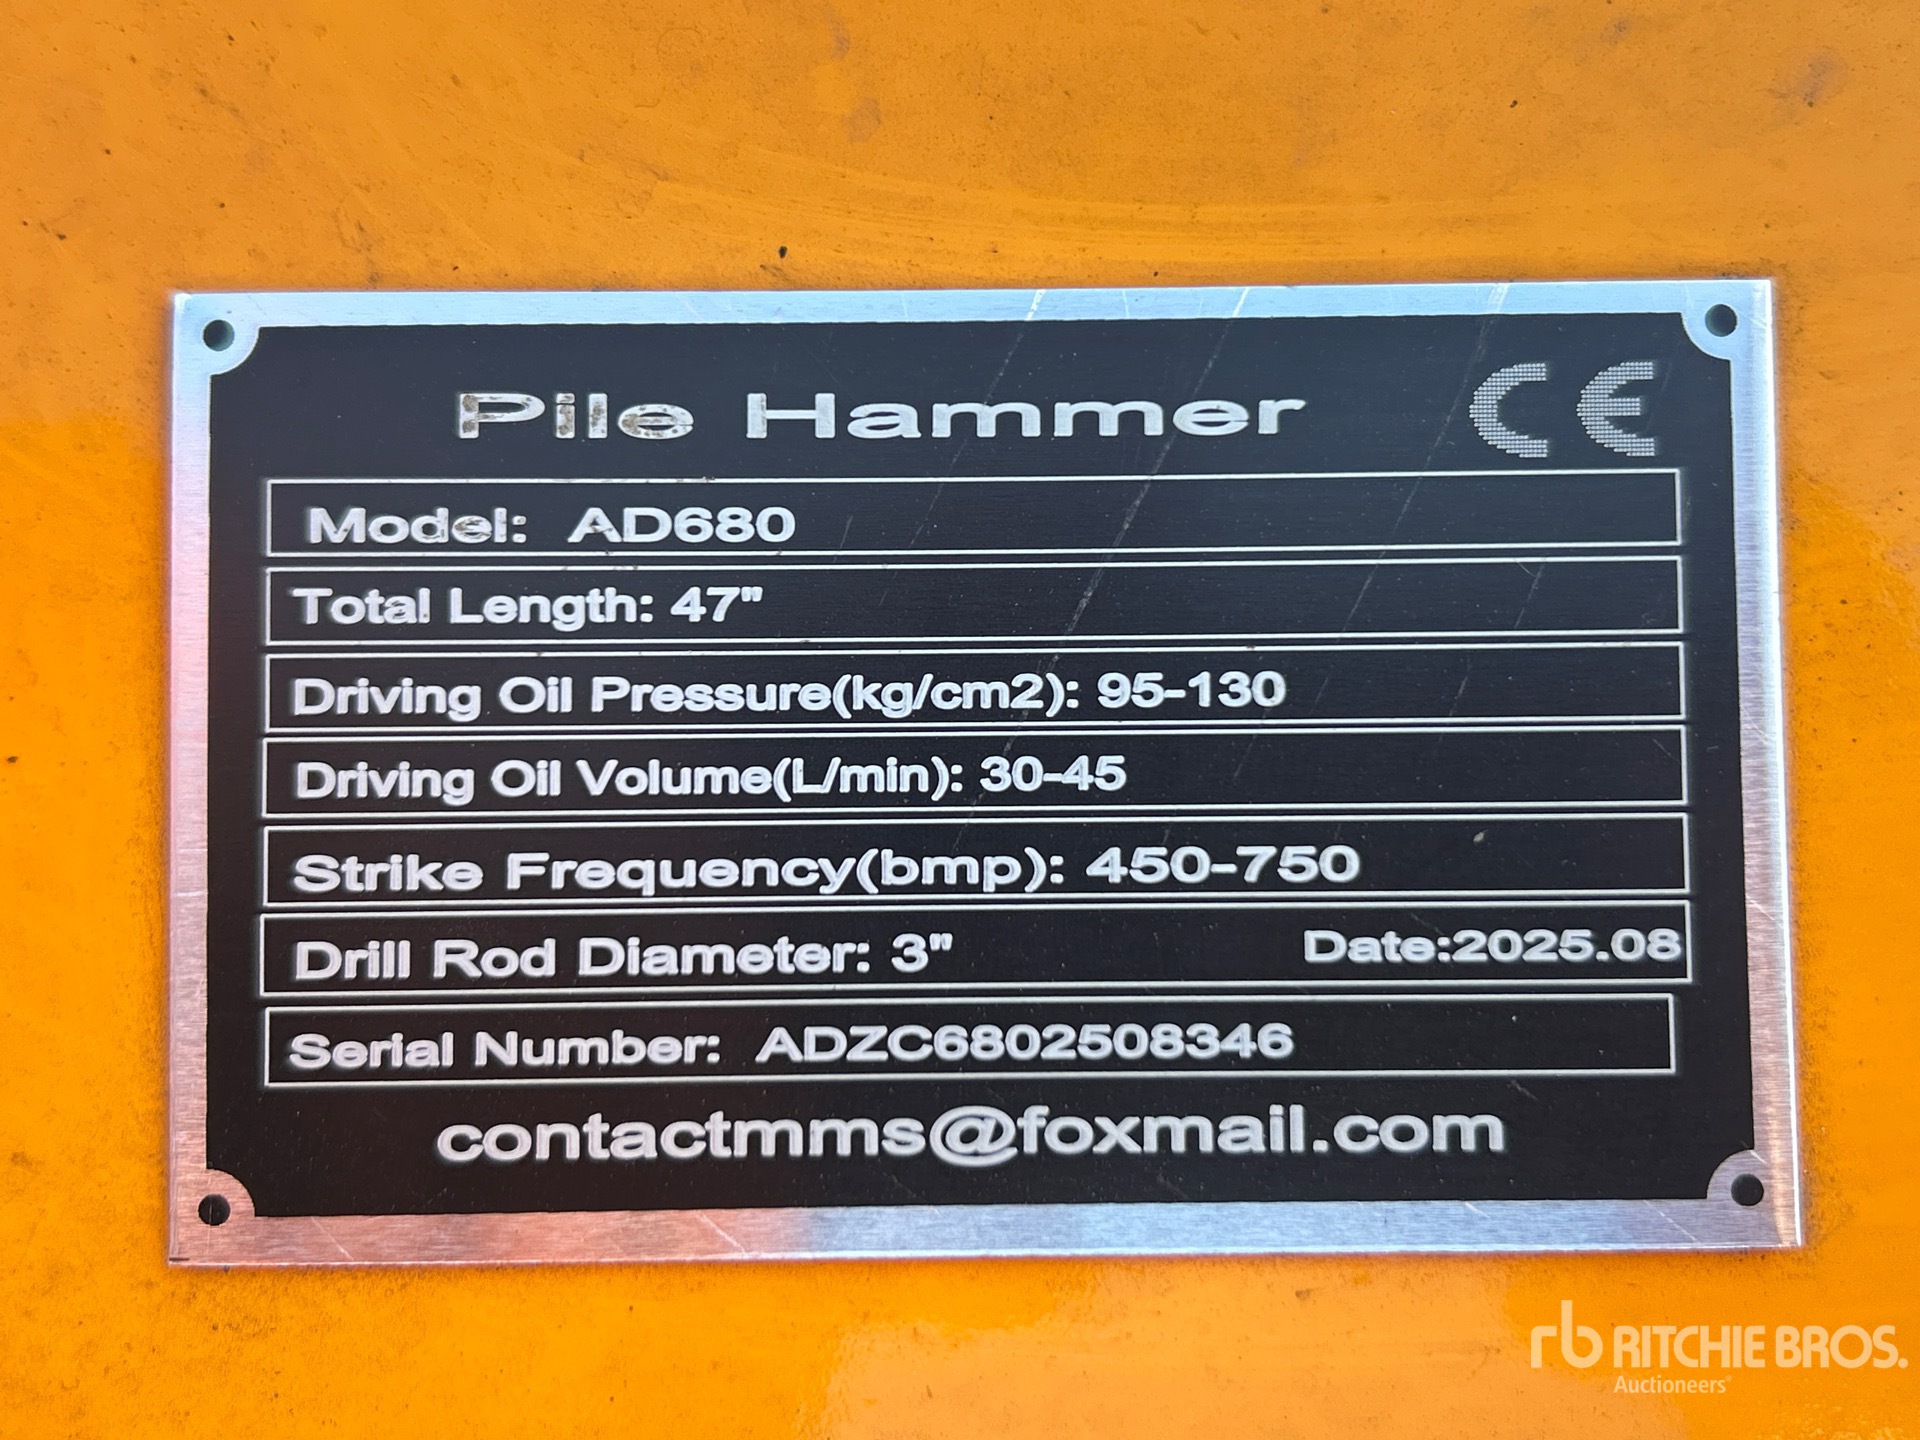 Pile Hammer CE
Model: AD680
Total Length: 47"
Driving Oil Pressure(kg/cm2): 95-130
Driving Oil Volume(L/min): 30-45
Strike Frequency(bmp): 450-750
Drill Rod Diameter: 3" Date:2025.08
Serial Number: ADZC6802508346
contactmms@foxmail.com
rb RITCHIE BROS.
Auctioneers